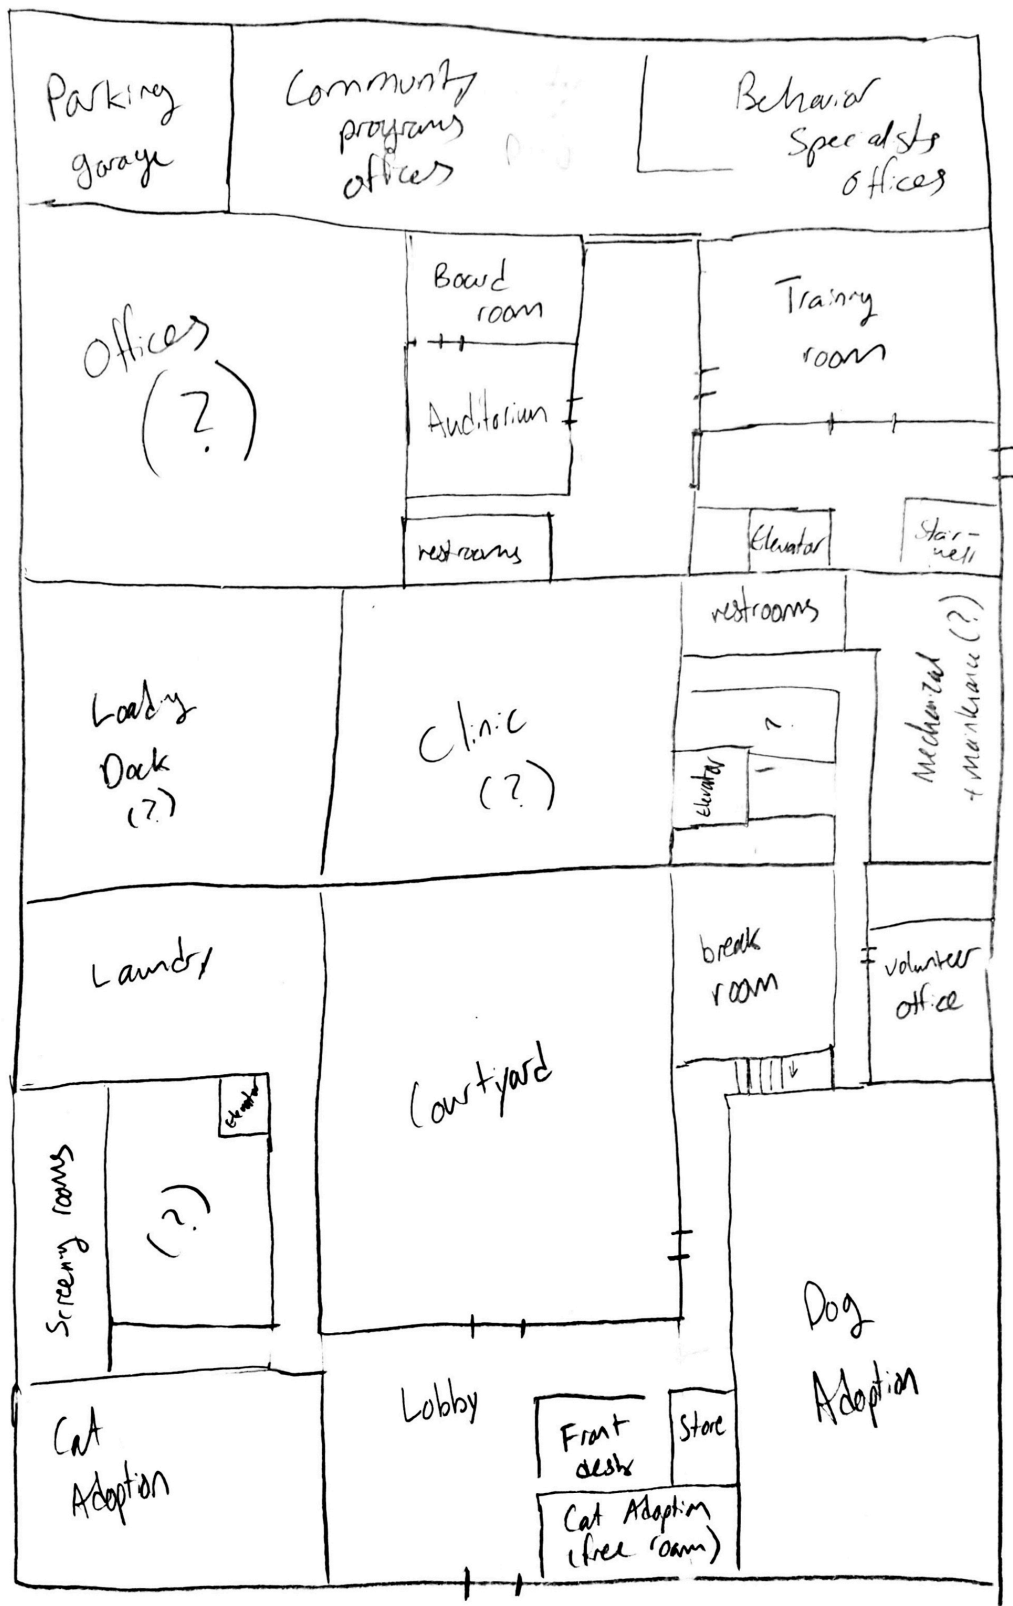 Parking
garage
Community
programs
offices
Behavior
Specialists
Offices
Offices
(?)
Board
room
Auditorium
restrooms
Training
room
Elevator
Stair-
well
Loading
Dock
(?)
Clinic
(?)
restrooms
?
Elevator
Mechanical
+ maintenance (?)
Laundry
Courtyard
break
room
volunteer
office
Elevator
Screening rooms
(?)
Cat
Adoption
Lobby
Front
desk
Store
Cat Adoption
(free roam)
Dog
Adoption